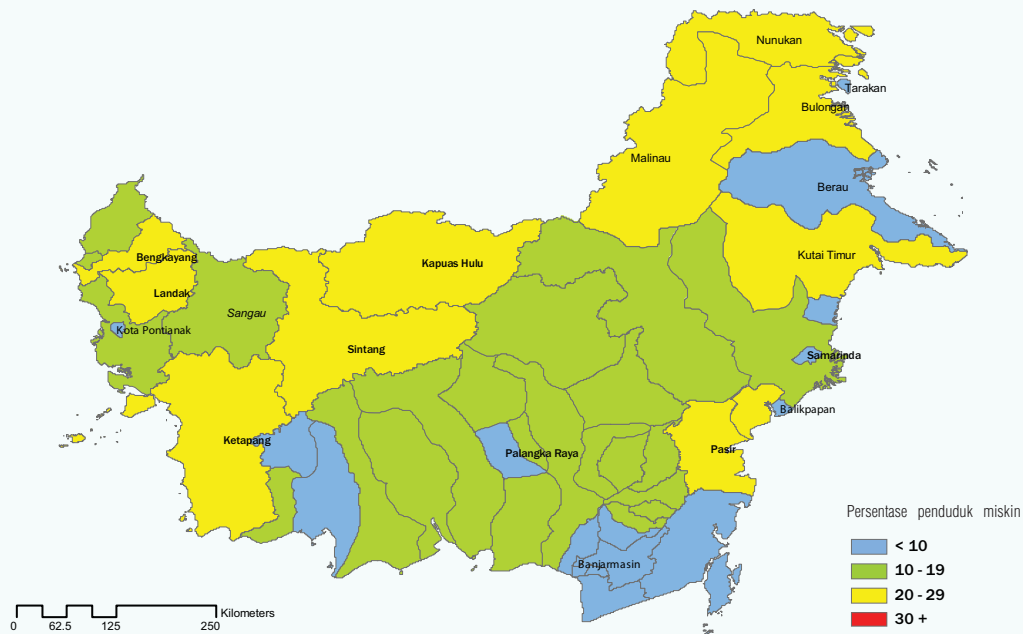 Nunukan
Tarakan
Bulongan
Malinau
Berau
Kutai Timur
Bengkayang
Kapuas Hulu
Landak
Sangau
Kota Pontianak
Sintang
Samarinda
Balikpapan
Ketapang
Palangka Raya
Pasir
Banjarmasin
Persentase penduduk miskin
< 10
10 - 19
20 - 29
30 +
Kilometers
0 62.5 125 250